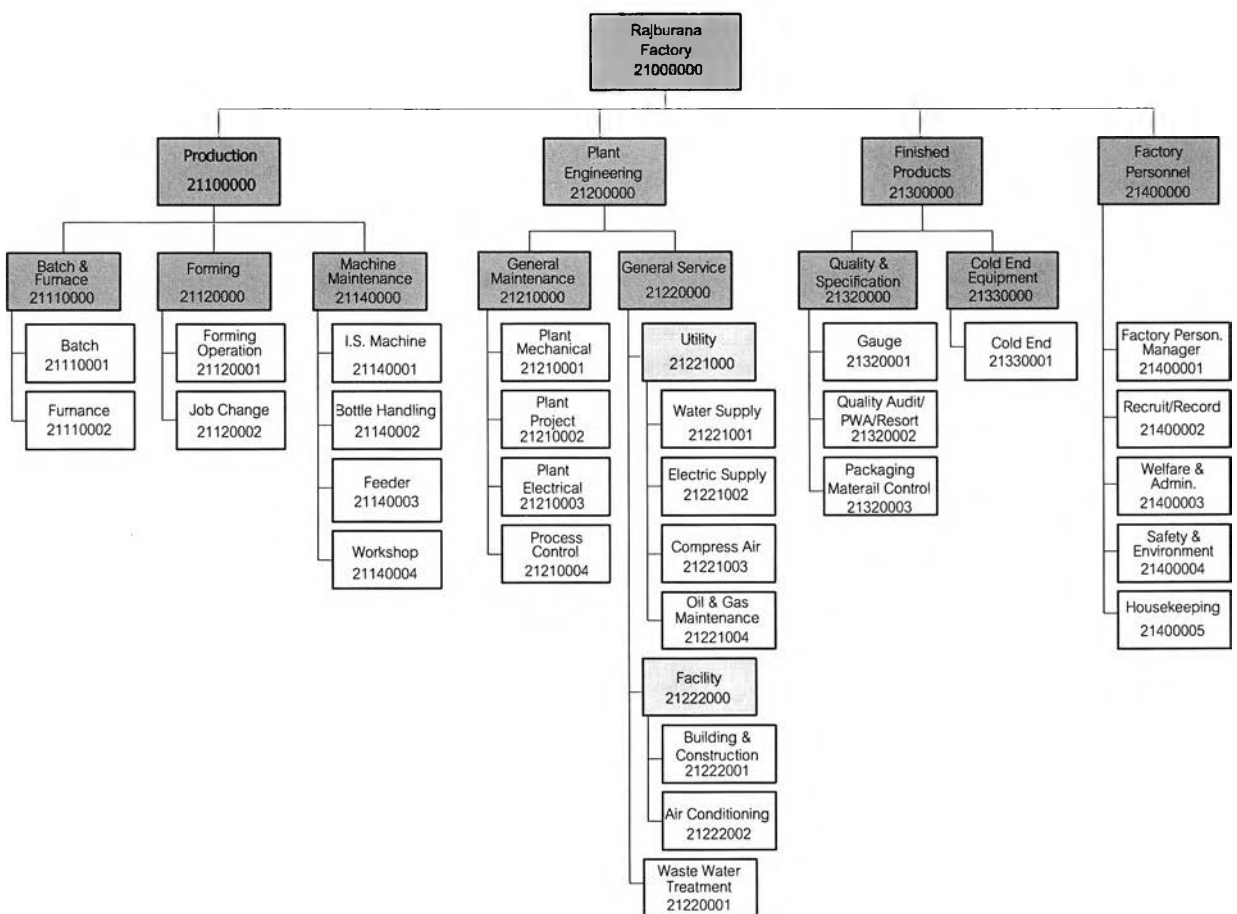 Rajburana
Factory
21000000
Production
21100000
Plant
Engineering
21200000
Finished
Products
21300000
Factory
Personnel
21400000
Batch &
Furnace
21110000
Forming
21120000
Machine
Maintenance
21140000
General
Maintenance
21210000
General Service
21220000
Quality &
Specification
21320000
Cold End
Equipment
21330000
Batch
21110001
Furnance
21110002
Forming
Operation
21120001
Job Change
21120002
I.S. Machine
21140001
Bottle Handling
21140002
Feeder
21140003
Workshop
21140004
Plant
Mechanical
21210001
Plant
Project
21210002
Plant
Electrical
21210003
Process
Control
21210004
Utility
21221000
Water Supply
21221001
Electric Supply
21221002
Compress Air
21221003
Oil & Gas
Maintenance
21221004
Facility
21222000
Building &
Construction
21222001
Air Conditioning
21222002
Waste Water
Treatment
21220001
Gauge
21320001
Quality Audit/
PWA/Resort
21320002
Packaging
Materail Control
21320003
Cold End
21330001
Factory Person.
Manager
21400001
Recruit/Record
21400002
Welfare &
Admin.
21400003
Safety &
Environment
21400004
Housekeeping
21400005